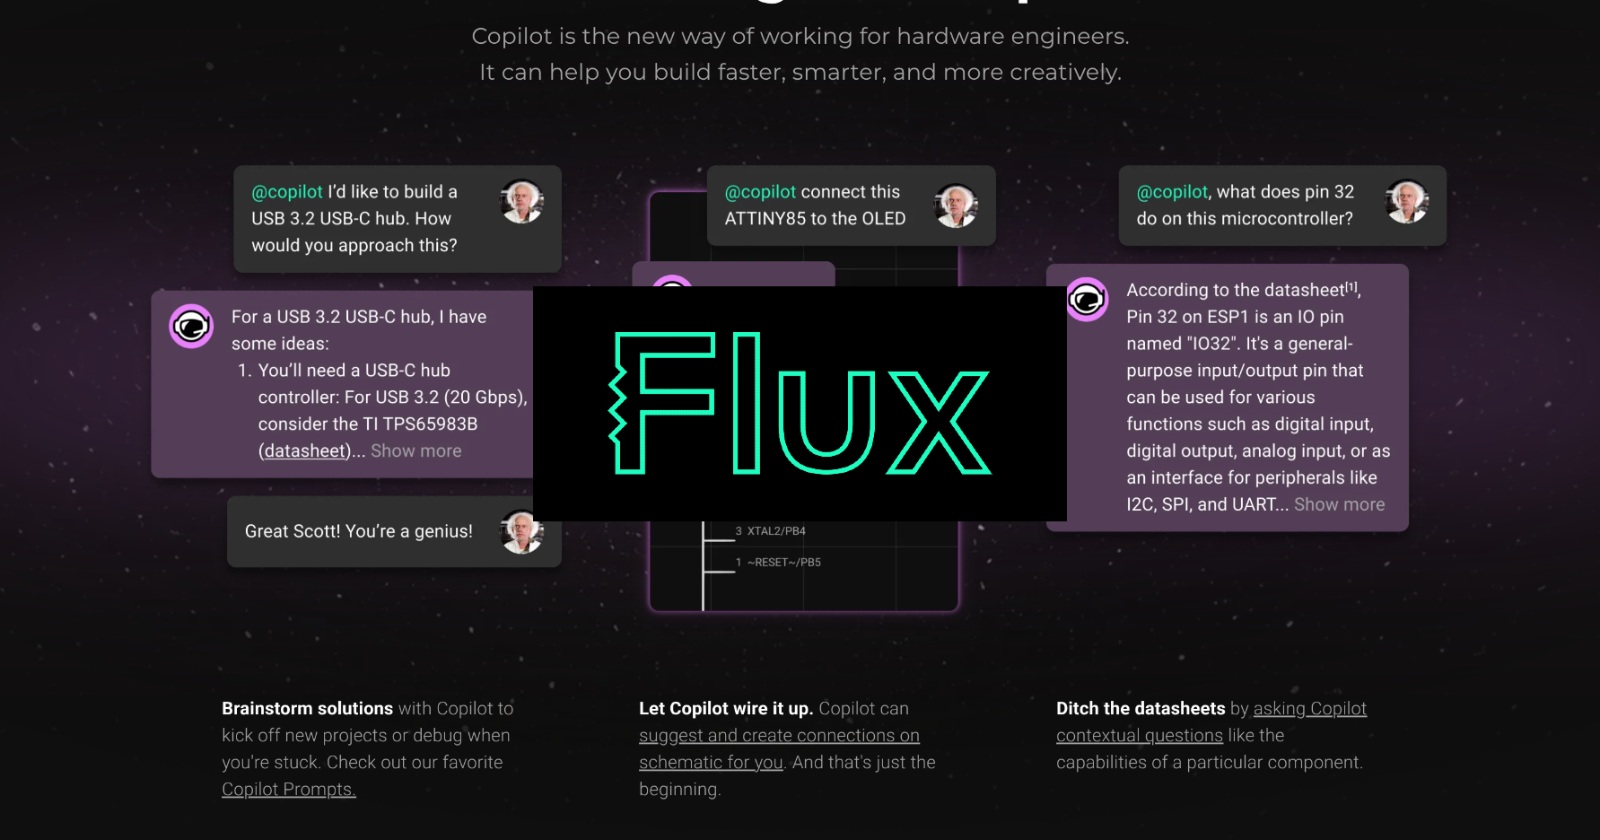 Copilot is the new way of working for hardware engineers.
It can help you build faster, smarter, and more creatively.
@copilot I'd like to build a
USB 3.2 USB-C hub. How
would you approach this?
For a USB 3.2 USB-C hub, I have
some ideas:
1. You'll need a USB-C hub
controller: For USB 3.2 (20 Gbps),
consider the TI TPS65983B
(datasheet)... Show more
Great Scott! You're a genius!
@copilot connect this
ATTINY85 to the OLED
Flux
3 XTAL2/PB4
1 ~RESET~/PB5
@copilot, what does pin 32
do on this microcontroller?
According to the datasheet[1],
Pin 32 on ESP1 is an IO pin
named "IO32". It's a general-
purpose input/output pin that
can be used for various
functions such as digital input,
digital output, analog input, or as
an interface for peripherals like
I2C, SPI, and UART... Show more
Brainstorm solutions with Copilot to
kick off new projects or debug when
you're stuck. Check out our favorite
Copilot Prompts.
Let Copilot wire it up. Copilot can
suggest and create connections on
schematic for you. And that's just the
beginning.
Ditch the datasheets by asking Copilot
contextual questions like the
capabilities of a particular component.